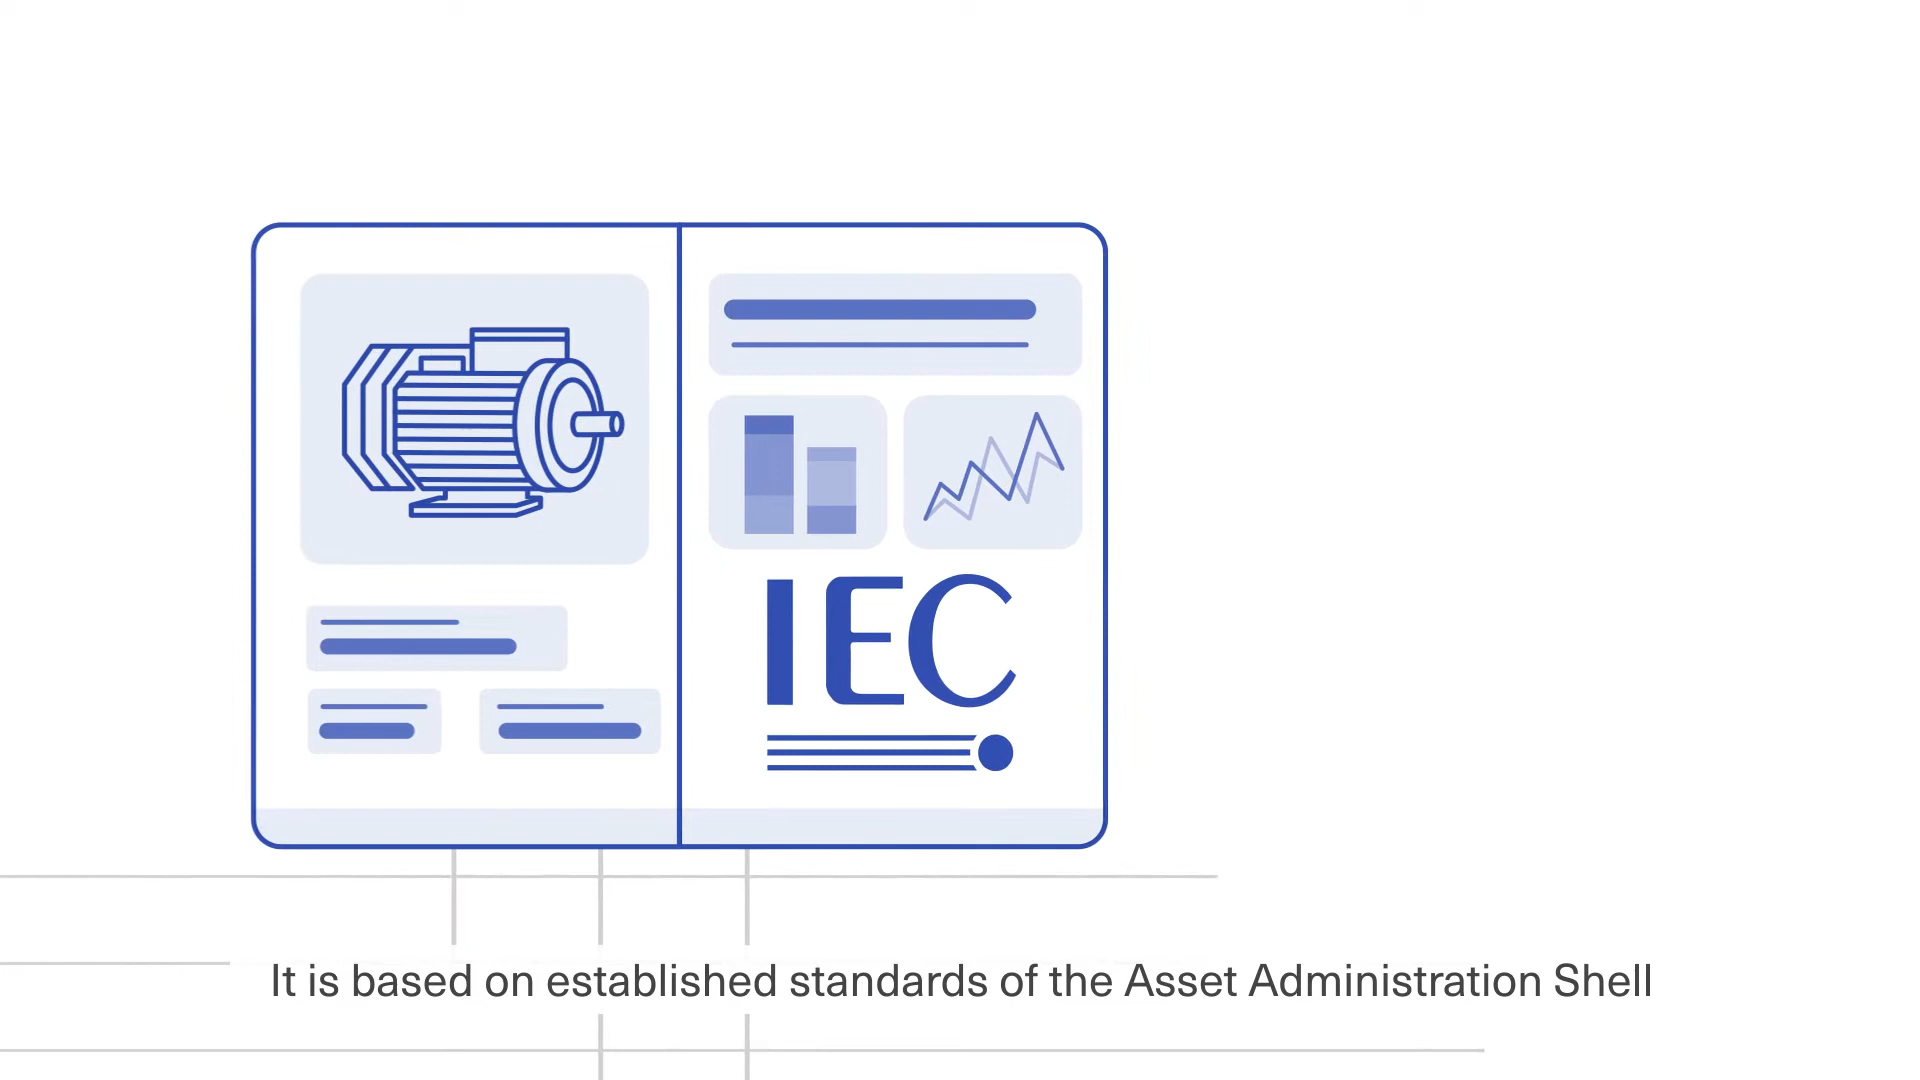 IEC
It is based on established standards of the Asset Administration Shell